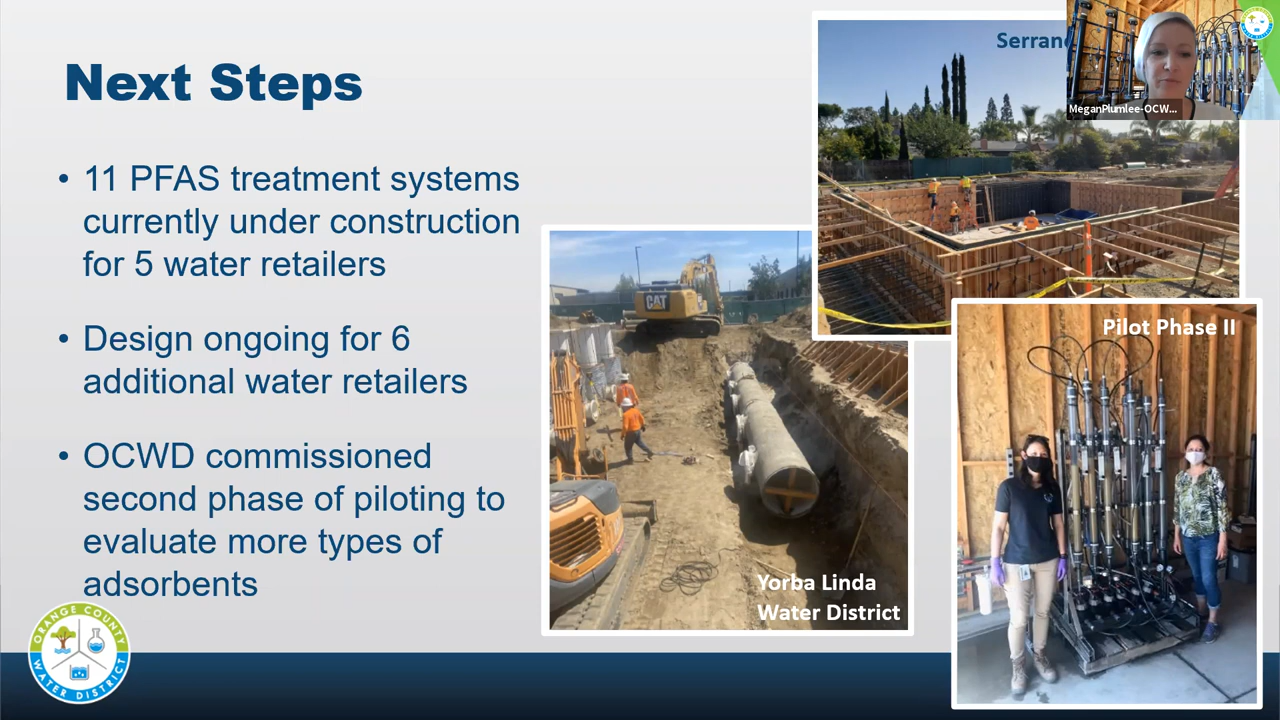 Next Steps
• 11 PFAS treatment systems
currently under construction
for 5 water retailers
• Design ongoing for 6
additional water retailers
• OCWD commissioned
second phase of piloting to
evaluate more types of
adsorbents
CAT
Yorba Linda
Water District
Pilot Phase II
MeganPlumlee-OCW...
ORANGE COUNTY
WATER DISTRICT